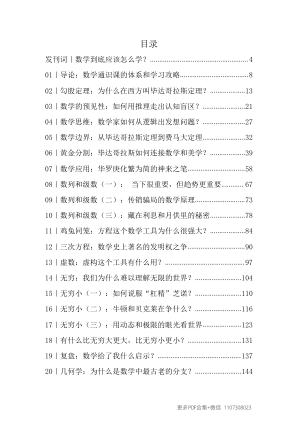 目录
发刊词丨数学到底应该怎么学？ 4
01丨导论：数学通识课的体系和学习攻略 8
02丨勾股定理：为什么在西方叫毕达哥拉斯定理？ 13
03丨数学的预见性：如何用推理走出认知盲区？ 21
04丨数学思维：数学家如何从逻辑出发想问题？ 27
05丨数学边界：从毕达哥拉斯定理到费马大定理 32
06丨黄金分割：毕达哥拉斯如何连接数学和美学？ 39
07丨数学应用：华罗庚化繁为简的神来之笔 58
08丨数列和级数（一）： 当下很重要，但趋势更重要 67
09丨数列和级数（二）：传销骗局的数学原理 73
10丨数列和级数（三）：藏在利息和月供里的秘密 79
11丨鸡兔同笼：方程这个数学工具为什么很强大？ 84
12丨三次方程：数学史上著名的发明权之争 90
13丨虚数：虚构这个工具有什么用？ 97
14丨无穷：我们为什么难以理解无限的世界？ 104
15丨无穷小（一）：如何说服“杠精”芝诺？ 110
16丨无穷小（二）：牛顿和贝克莱在争什么？ 116
17丨无穷小（三）：用动态和极限的眼光看世界 123
18丨有什么比无穷大更大，比无穷小更小？ 130
19丨复盘：数学给了我什么启示？ 137
20丨几何学：为什么是数学中最古老的分支？ 144
更多PDF合集+微信 1107308023